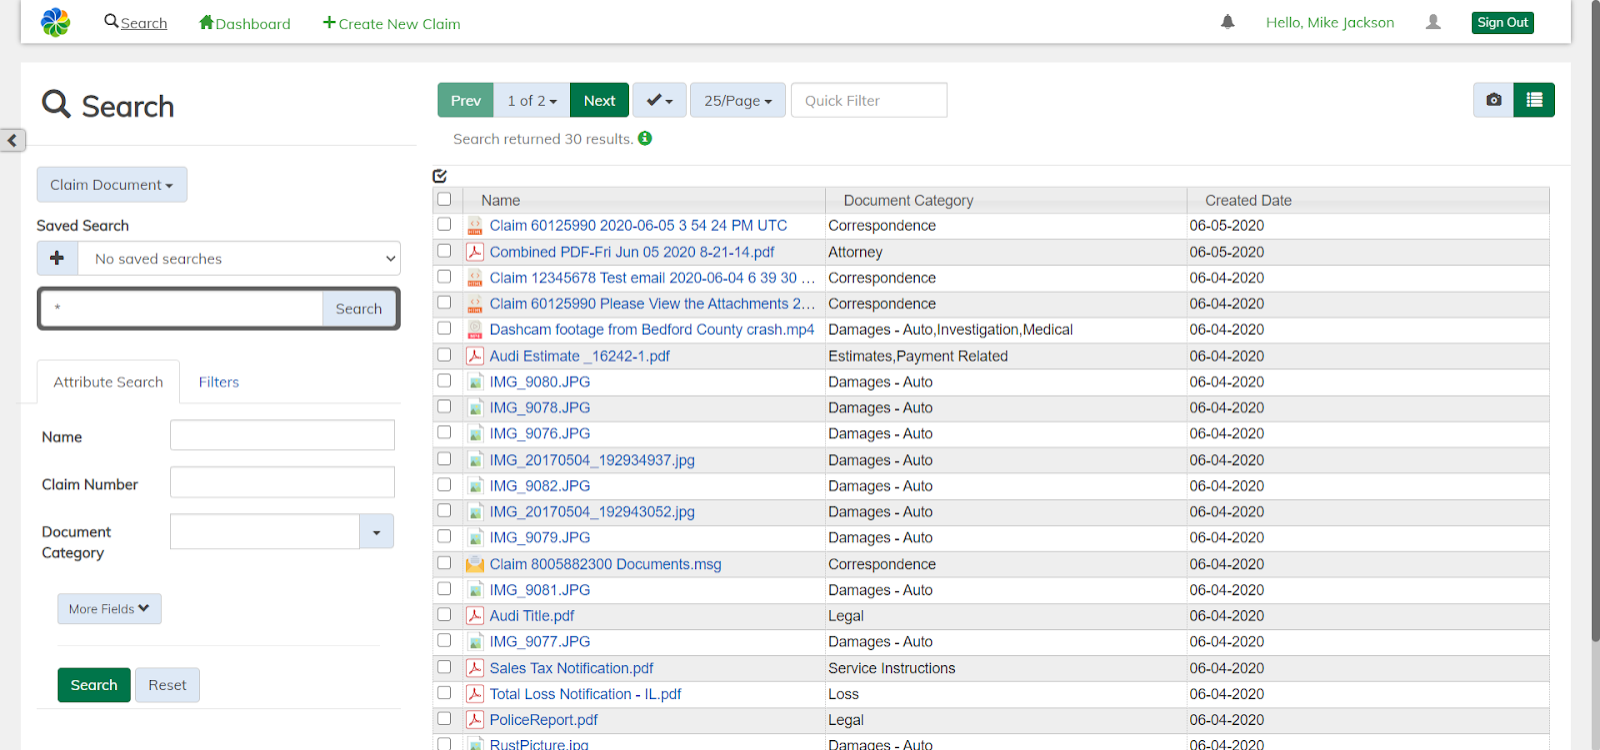 Search Dashboard Create New Claim Hello, Mike Jackson Sign Out
Search
Prev 1 of 2 Next 25/Page Quick Filter
Search returned 30 results.
Claim Document
Saved Search
No saved searches
* Search
Attribute Search Filters
Name
Claim Number
Document
Category
More Fields
Search Reset
Name Document Category Created Date
Claim 60125990 2020-06-05 3 54 24 PM UTC Correspondence 06-05-2020
Combined PDF-Fri Jun 05 2020 8-21-14.pdf Attorney 06-05-2020
Claim 12345678 Test email 2020-06-04 6 39 30 ... Correspondence 06-04-2020
Claim 60125990 Please View the Attachments 2... Correspondence 06-04-2020
Dashcam footage from Bedford County crash.mp4 Damages - Auto,Investigation,Medical 06-04-2020
Audi Estimate _16242-1.pdf Estimates,Payment Related 06-04-2020
IMG_9080.JPG Damages - Auto 06-04-2020
IMG_9078.JPG Damages - Auto 06-04-2020
IMG_9076.JPG Damages - Auto 06-04-2020
IMG_20170504_192934937.jpg Damages - Auto 06-04-2020
IMG_9082.JPG Damages - Auto 06-04-2020
IMG_20170504_192943052.jpg Damages - Auto 06-04-2020
IMG_9079.JPG Damages - Auto 06-04-2020
Claim 8005882300 Documents.msg Correspondence 06-04-2020
IMG_9081.JPG Damages - Auto 06-04-2020
Audi Title.pdf Legal 06-04-2020
IMG_9077.JPG Damages - Auto 06-04-2020
Sales Tax Notification.pdf Service Instructions 06-04-2020
Total Loss Notification - IL.pdf Loss 06-04-2020
PoliceReport.pdf Legal 06-04-2020
RustPicture.jpg Damages - Auto 06-04-2020